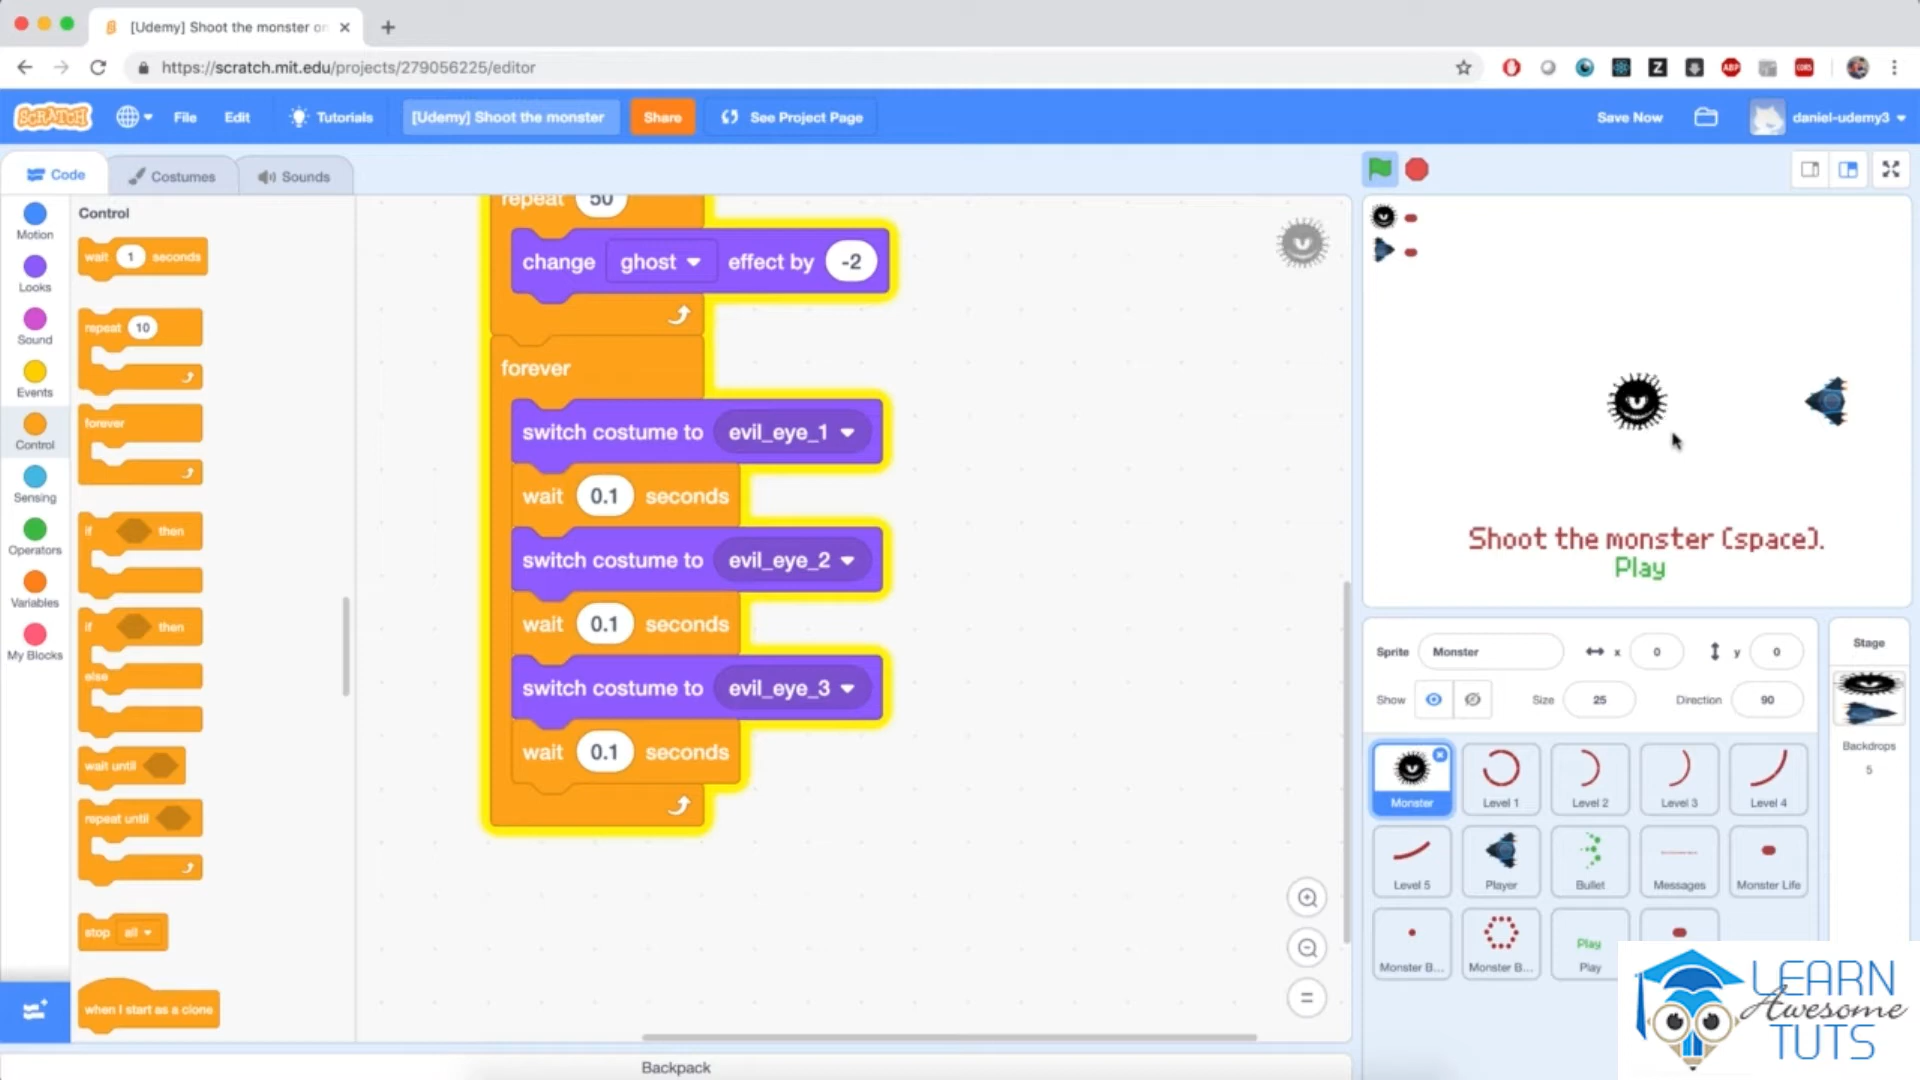 [Udemy] Shoot the monster on
https://scratch.mit.edu/projects/279056225/editor
ABP
CORS
SCRATCH
File
Edit
Tutorials
[Udemy] Shoot the monster
Share
See Project Page
Save Now
daniel-udemy3
Code
Costumes
Sounds
Motion
Looks
Sound
Events
Control
Sensing
Operators
Variables
My Blocks
Control
wait 1 seconds
repeat 10
forever
if then
if then
else
wait until
repeat until
stop all
when I start as a clone
repeat 50
change ghost effect by -2
forever
switch costume to evil_eye_1
wait 0.1 seconds
switch costume to evil_eye_2
wait 0.1 seconds
switch costume to evil_eye_3
wait 0.1 seconds
Backpack
Shoot the monster (space).
Play
Sprite Monster x 0 y 0
Show Size 25 Direction 90
Stage
Backdrops
5
Monster
Level 1
Level 2
Level 3
Level 4
Level 5
Player
Bullet
Messages
Monster Life
Monster B...
Monster B...
Play
Play
LEARN
Awesome
TUTS